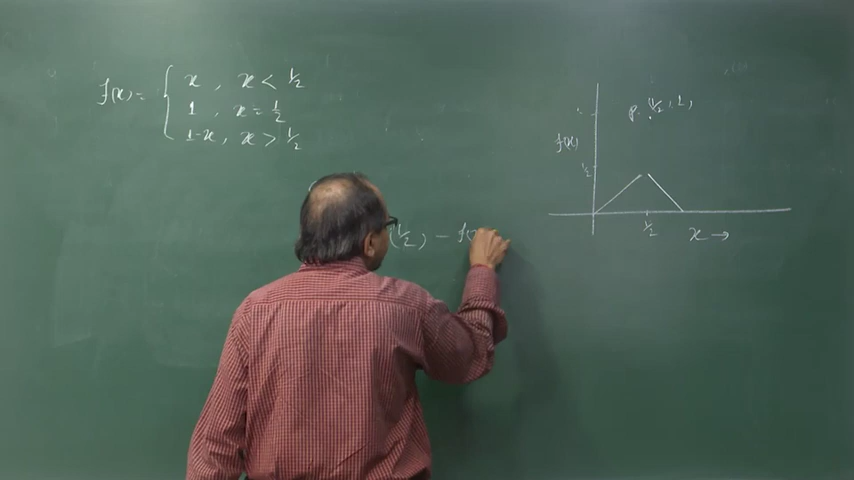 f(x) = { x , x < 1/2
1 , x = 1/2
1-x , x > 1/2
(1/2) - f(
p. (1/2, 1)
f(x)
1/2
1/2
x →